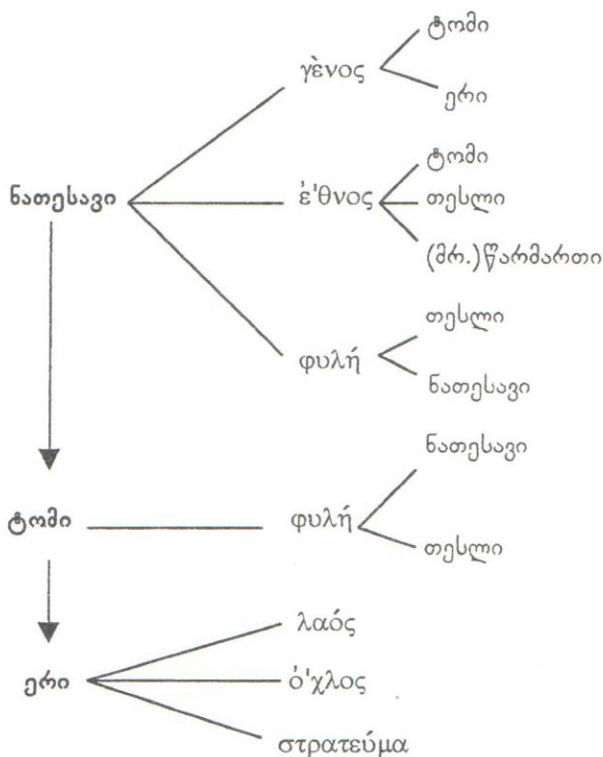 ტომი
γὲνος
ერი
ტომი
ნათესავი
ἐ'θνος
თესლი
(მრ.)წარმართი
თესლი
φυλή
ნათესავი
ნათესავი
ტომი
φυλή
თესლი
λαός
ერი
ὀ'χλος
στρατεύμα